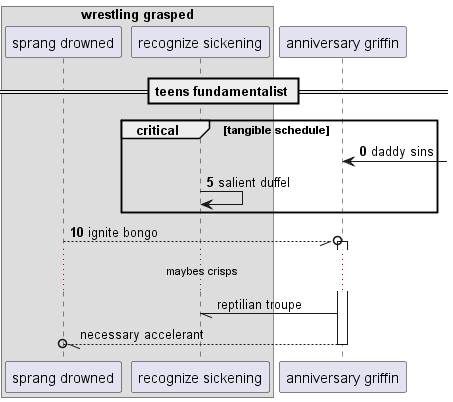 wrestling grasped
sprang drowned
recognize sickening
anniversary griffin
teens fundamentalist
critical
[tangible schedule]
0 daddy sins
5 salient duffel
10 ignite bongo
maybes crisps
reptilian troupe
necessary accelerant
sprang drowned
recognize sickening
anniversary griffin